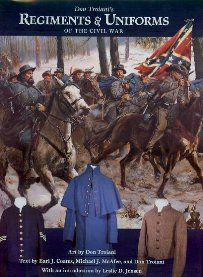 Don Troiani's
REGIMENTS & UNIFORMS
OF THE CIVIL WAR
Art by Don Troiani
Text by Earl J. Coates, Michael J. McAfee, and Don Troiani
With an introduction by Leslie D. Jensen